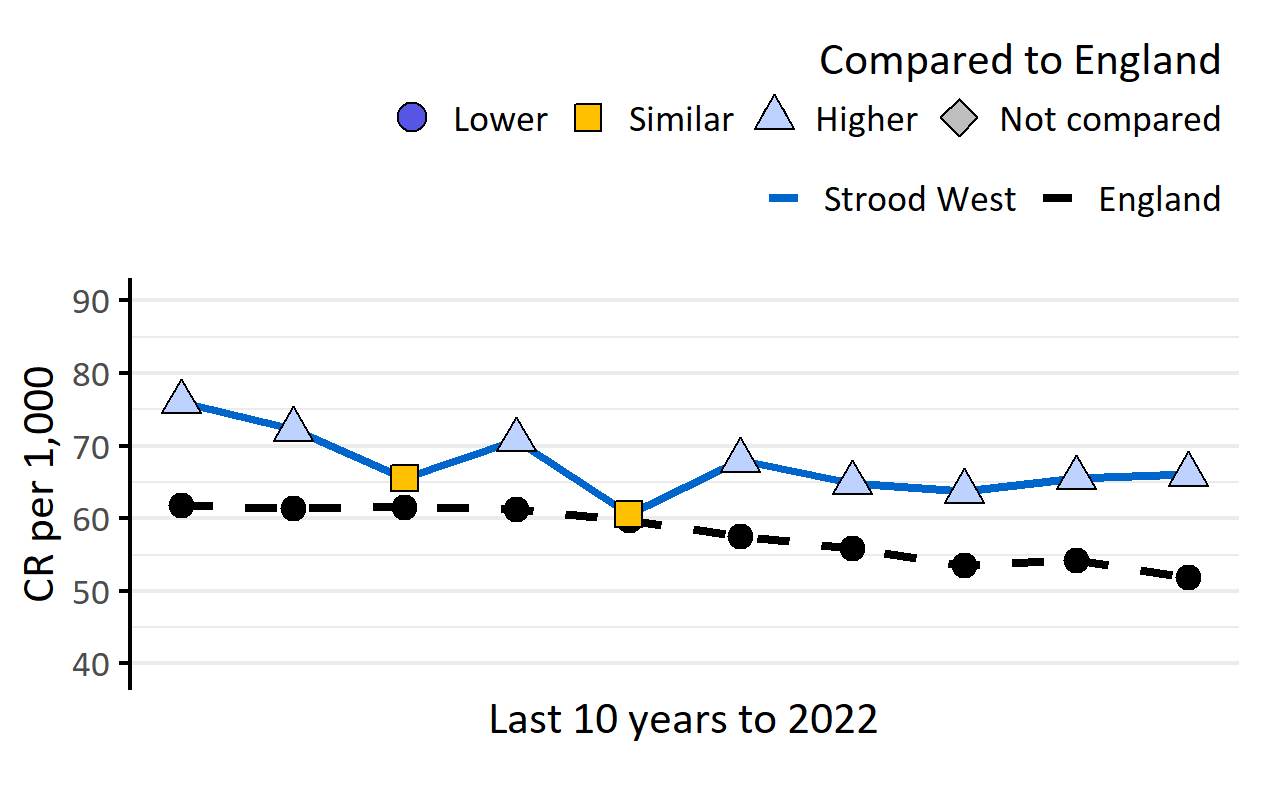 Compared to England
Lower Similar Higher Not compared
Strood West England
90
80
70
60
50
40
CR per 1,000
Last 10 years to 2022